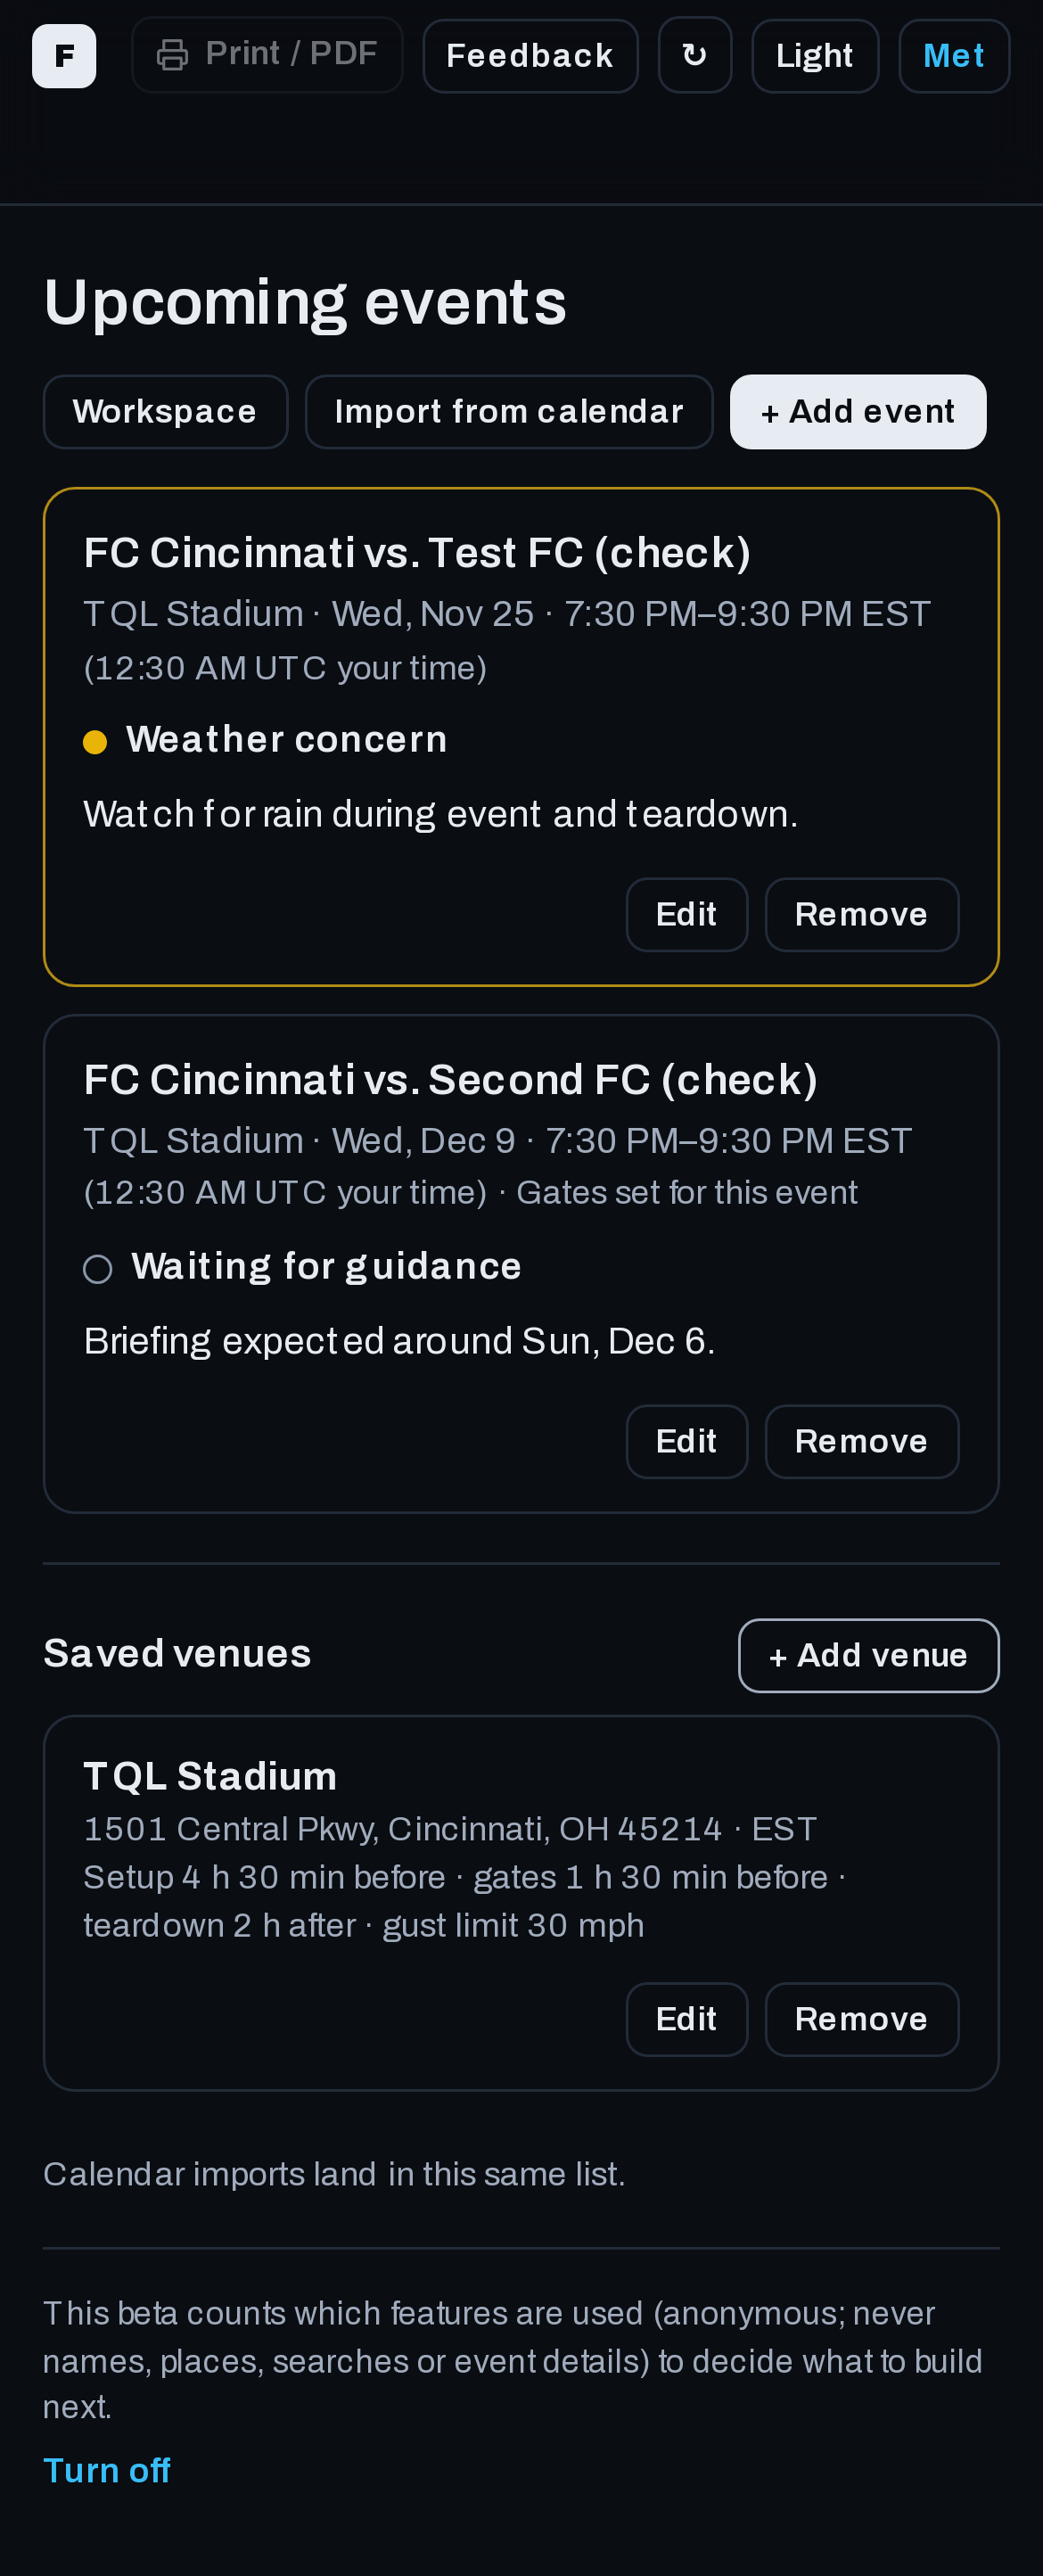 F
Print / PDF
Feedback
↻
Light
Met
Upcoming events
Workspace
Import from calendar
+ Add event
FC Cincinnati vs. Test FC (check)
TQL Stadium · Wed, Nov 25 · 7:30 PM–9:30 PM EST
(12:30 AM UTC your time)
Weather concern
Watch for rain during event and teardown.
Edit
Remove
FC Cincinnati vs. Second FC (check)
TQL Stadium · Wed, Dec 9 · 7:30 PM–9:30 PM EST
(12:30 AM UTC your time) · Gates set for this event
Waiting for guidance
Briefing expected around Sun, Dec 6.
Edit
Remove
Saved venues
+ Add venue
TQL Stadium
1501 Central Pkwy, Cincinnati, OH 45214 · EST
Setup 4 h 30 min before · gates 1 h 30 min before ·
teardown 2 h after · gust limit 30 mph
Edit
Remove
Calendar imports land in this same list.
This beta counts which features are used (anonymous; never
names, places, searches or event details) to decide what to build
next.
Turn off